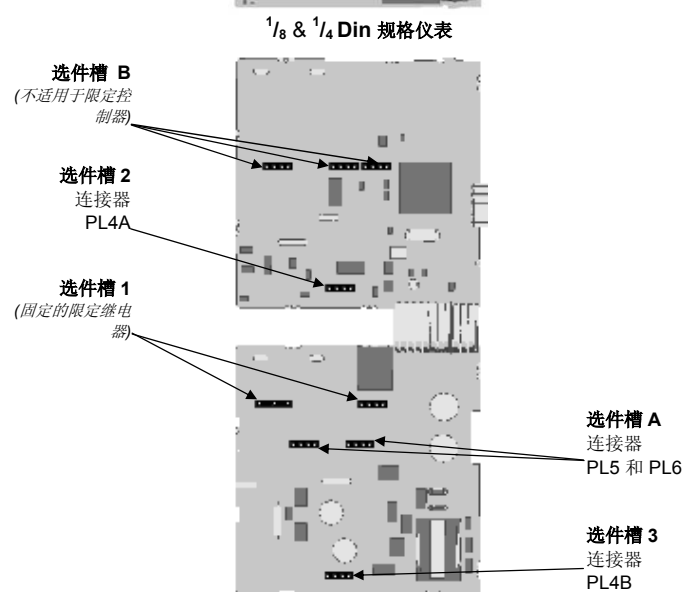 1/8 & 1/4 Din 规格仪表
选件槽 B
(不适用于限定控
制器)
选件槽 2
连接器
PL4A
选件槽 1
(固定的限定继电
器)
选件槽 A
连接器
PL5 和 PL6
选件槽 3
连接器
PL4B